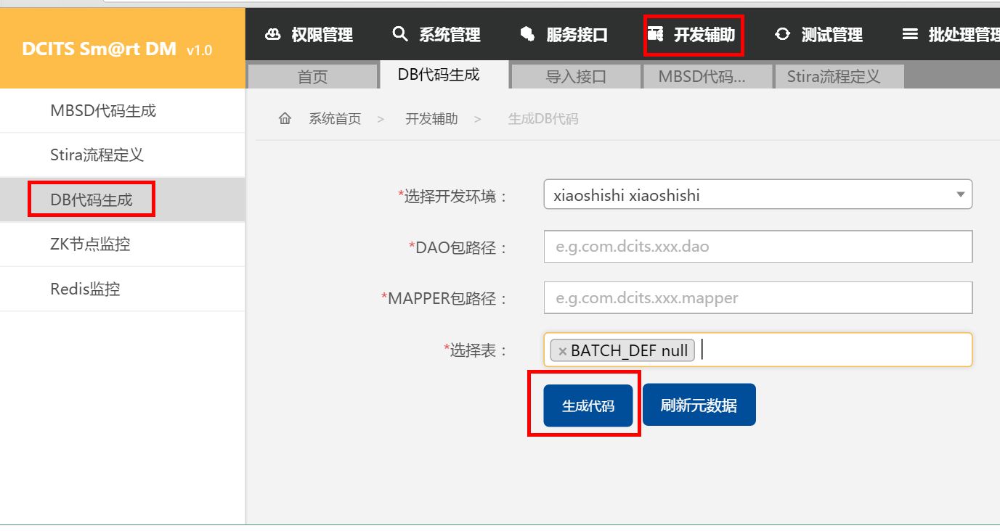 DCITS Sm@rt DM v1.0
权限管理 系统管理 服务接口 开发辅助 测试管理 批处理管理
首页 DB代码生成 导入接口 MBSD代码... Stira流程定义
MBSD代码生成
Stira流程定义
DB代码生成
ZK节点监控
Redis监控
系统首页 > 开发辅助 > 生成DB代码
*选择开发环境: xiaoshishi xiaoshishi
*DAO包路径: e.g.com.dcits.xxx.dao
*MAPPER包路径: e.g.com.dcits.xxx.mapper
*选择表: × BATCH_DEF null
生成代码 刷新元数据